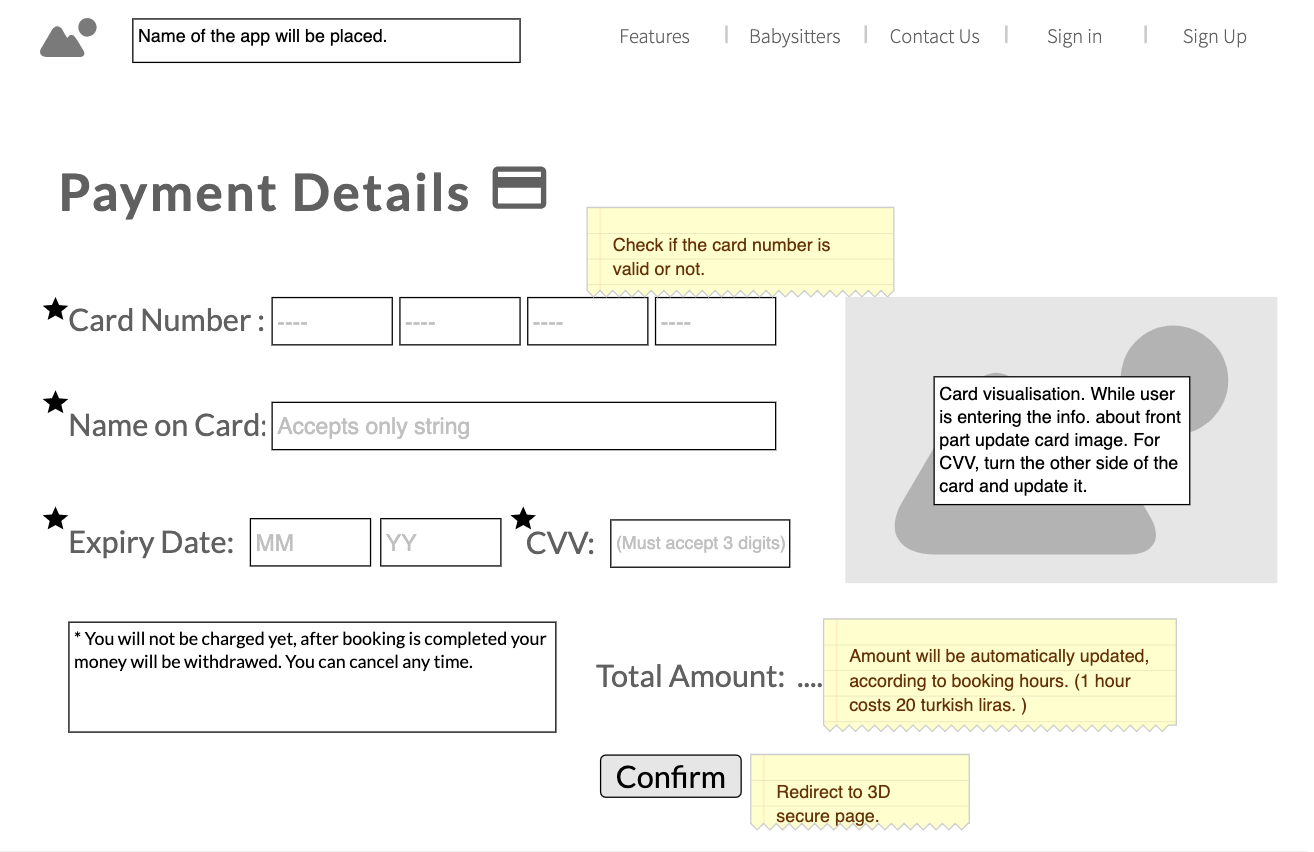 Name of the app will be placed.
Features
Babysitters
Contact Us
Sign in
Sign Up
Payment Details
Check if the card number is
valid or not.
Card Number :
----
----
----
----
Name on Card:
Accepts only string
Card visualisation. While user
is entering the info. about front
part update card image. For
CVV, turn the other side of the
card and update it.
Expiry Date:
MM
YY
CVV:
(Must accept 3 digits)
* You will not be charged yet, after booking is completed your
money will be withdrawed. You can cancel any time.
Total Amount: ....
Amount will be automatically updated,
according to booking hours. (1 hour
costs 20 turkish liras. )
Confirm
Redirect to 3D
secure page.